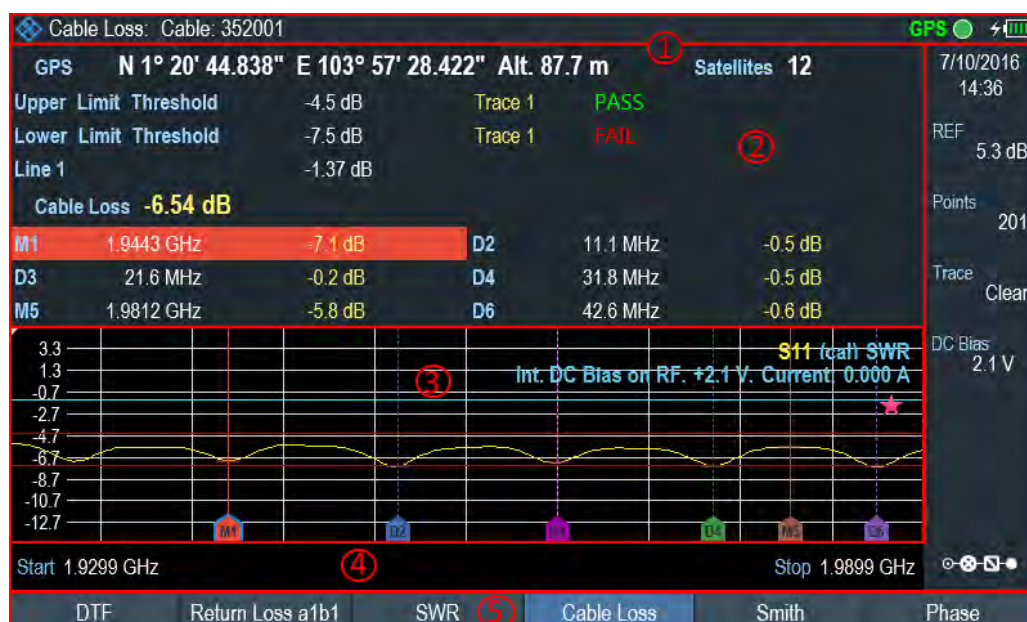 Cable Loss: Cable: 352001 GPS
①
GPS N 1° 20' 44.838" E 103° 57' 28.422" Alt. 87.7 m Satellites 12 7/10/2016
14:36
Upper Limit Threshold -4.5 dB Trace 1 PASS
Lower Limit Threshold -7.5 dB Trace 1 FAIL REF
② 5.3 dB
Line 1 -1.37 dB
Cable Loss -6.54 dB Points
201
M1 1.9443 GHz -7.1 dB D2 11.1 MHz -0.5 dB
D3 21.6 MHz -0.2 dB D4 31.8 MHz -0.5 dB Trace
Clear
M5 1.9812 GHz -5.8 dB D6 42.6 MHz -0.6 dB
3.3 S11 (cal) SWR DC Bias
1.3 ③ Int. DC Bias on RF. +2.1 V. Current: 0.000 A 2.1 V
-0.7
-2.7
-4.7
-6.7
-8.7
-10.7
-12.7
M1 D2 D4 M5 D6
Start 1.9299 GHz ④ Stop 1.9899 GHz
DTF Return Loss a1b1 SWR ⑤ Cable Loss Smith Phase